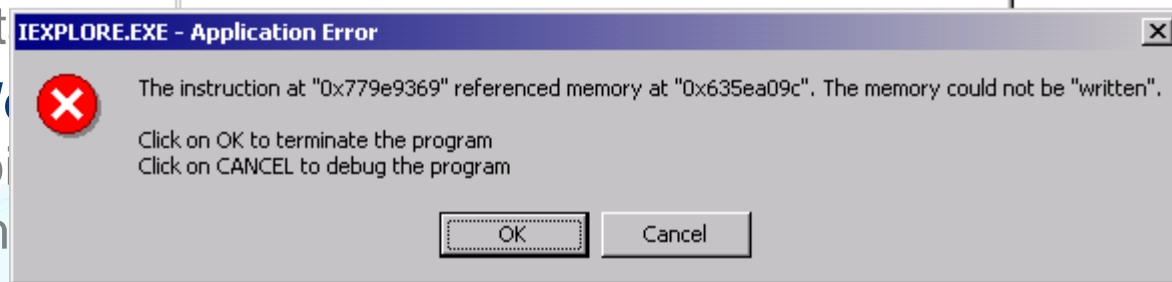 IEXPLORE.EXE - Application Error
The instruction at "0x779e9369" referenced memory at "0x635ea09c". The memory could not be "written".
Click on OK to terminate the program
Click on CANCEL to debug the program
OK Cancel